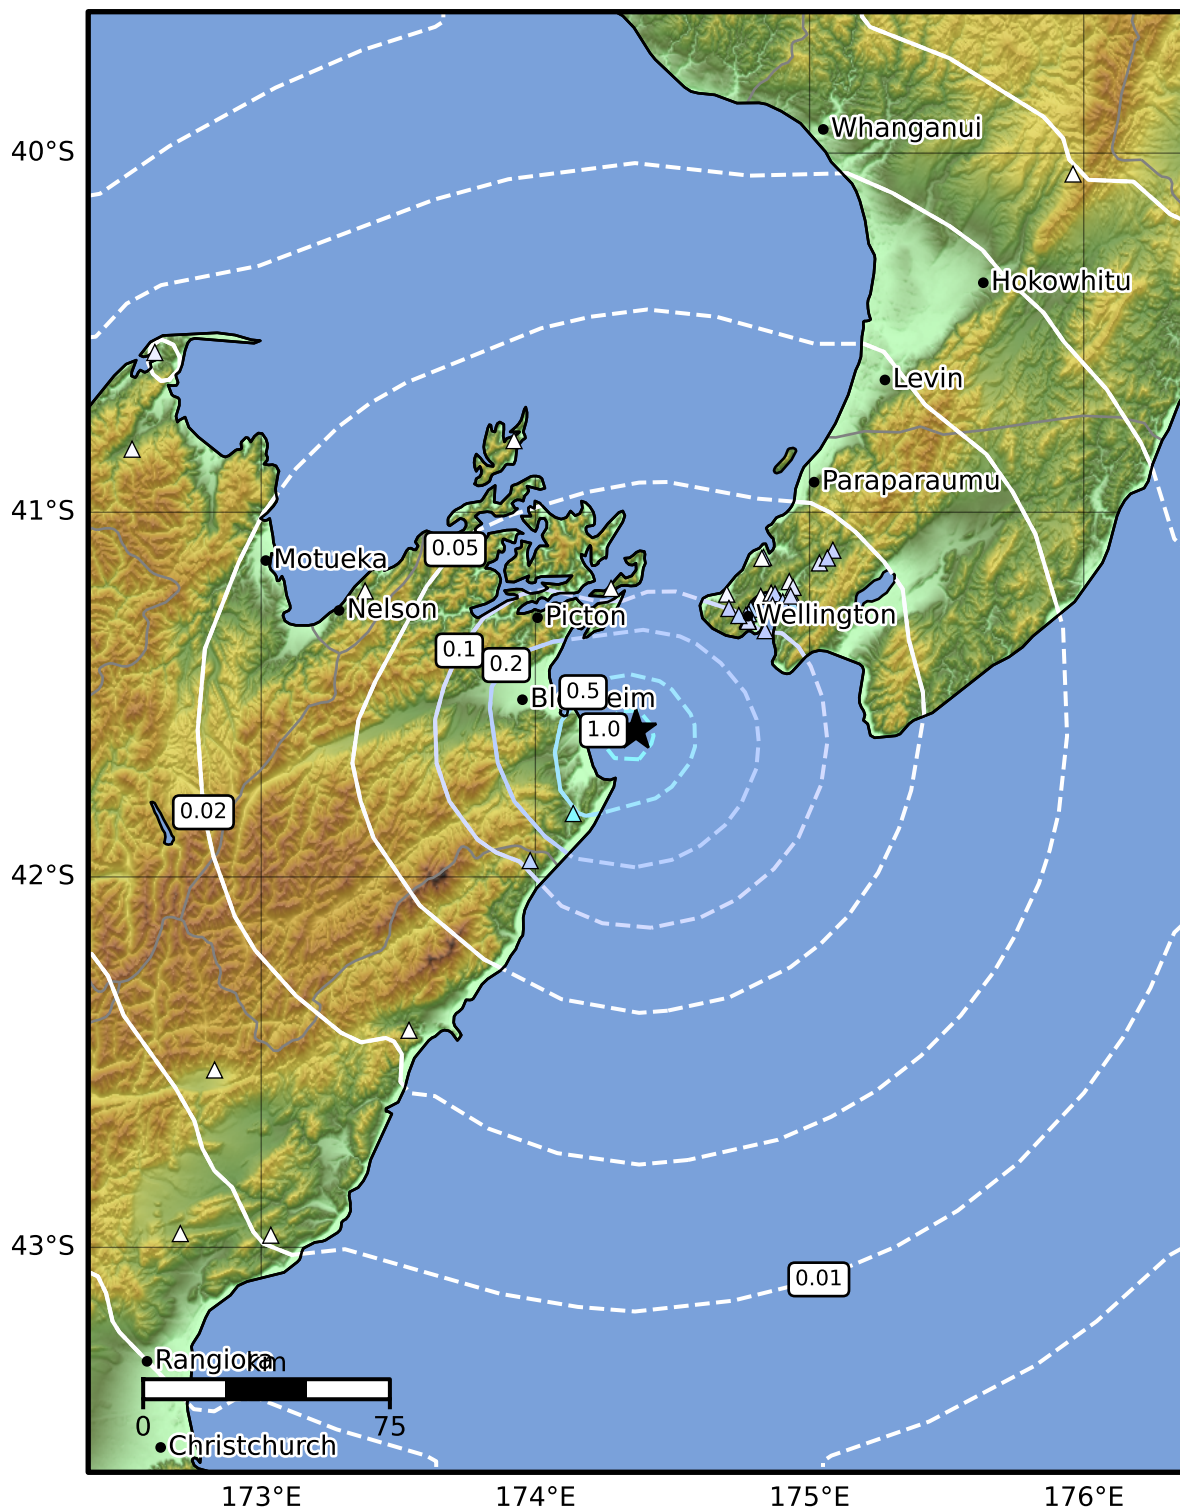 Whanganui
40°S
Hokowhitu
Levin
Paraparaumu
41°S
0.05
Motueka
Nelson
Picton
Wellington
0.1
0.2
0.5
1.0
0.02
42°S
43°S
0.01
Rangiora
km
0
75
Christchurch
173°E
174°E
175°E
176°E